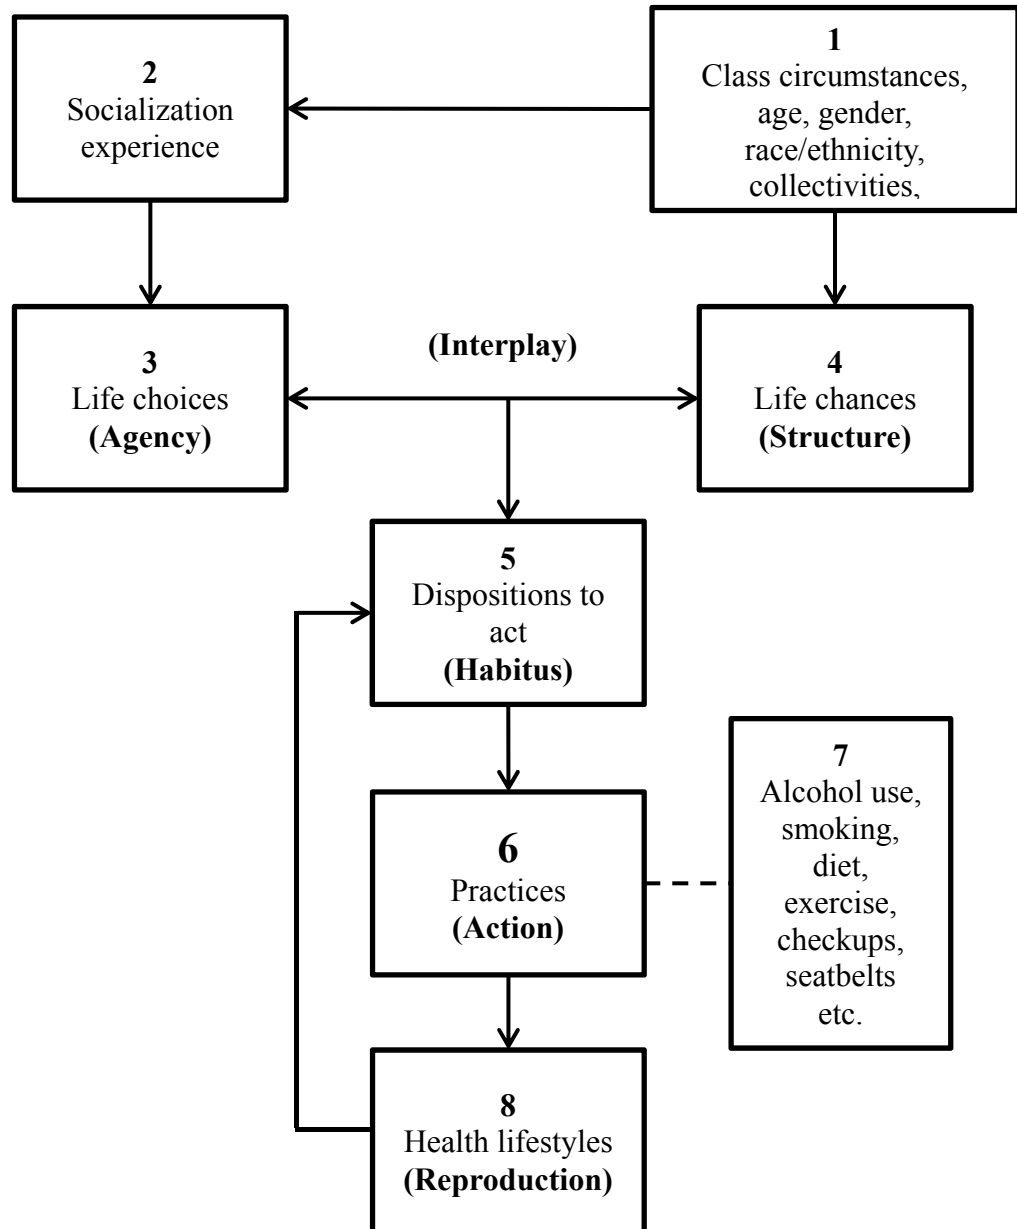 1
Class circumstances,
age, gender,
race/ethnicity,
collectivities,
2
Socialization
experience
(Interplay)
3
Life choices
(Agency)
4
Life chances
(Structure)
5
Dispositions to
act
(Habitus)
6
Practices
(Action)
7
Alcohol use,
smoking,
diet,
exercise,
checkups,
seatbelts
etc.
8
Health lifestyles
(Reproduction)